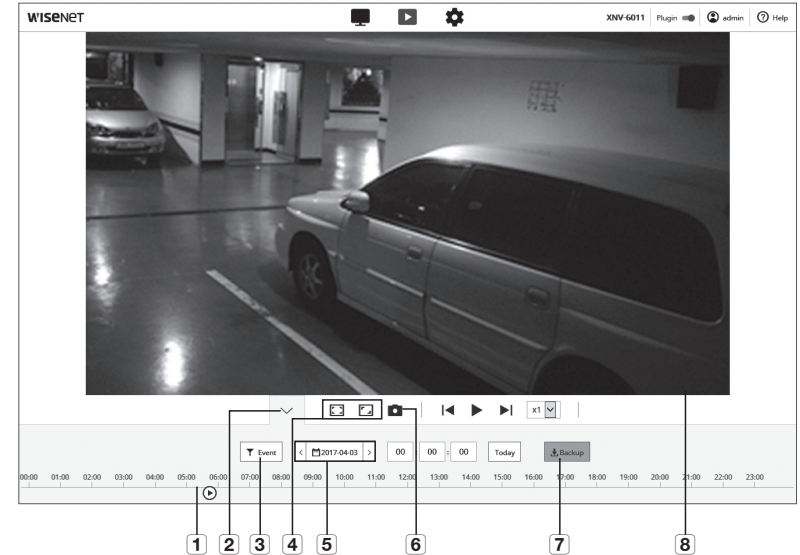 WISENET XNV-6011 Plugin admin ? Help
x1
Event < 2017-04-03 > 00 : 00 : 00 Today Backup
00:00 01:00 02:00 03:00 04:00 05:00 06:00 07:00 08:00 09:00 10:00 11:00 12:00 13:00 14:00 15:00 16:00 17:00 18:00 19:00 20:00 21:00 22:00 23:00
1 2 3 4 5 6 7 8